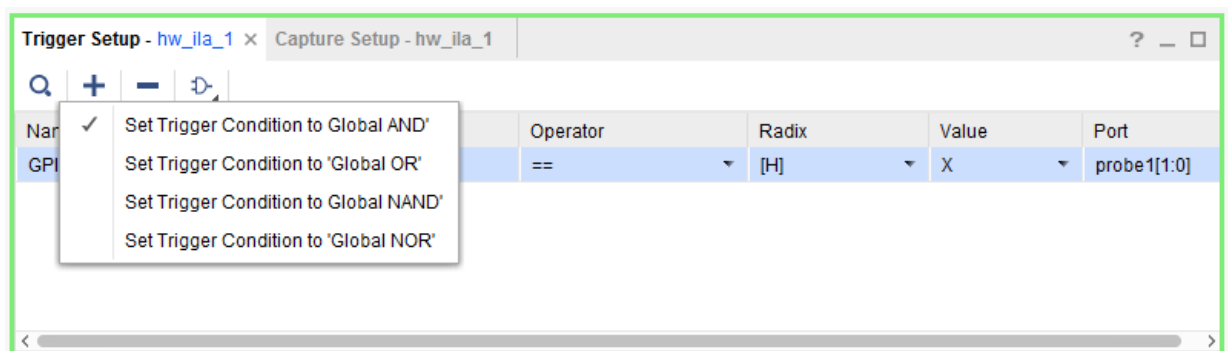 Trigger Setup - hw_ila_1 × Capture Setup - hw_ila_1 ? _
Nar Operator Radix Value Port
GPI == [H] X probe1[1:0]
✓ Set Trigger Condition to Global AND'
Set Trigger Condition to 'Global OR'
Set Trigger Condition to Global NAND'
Set Trigger Condition to 'Global NOR'